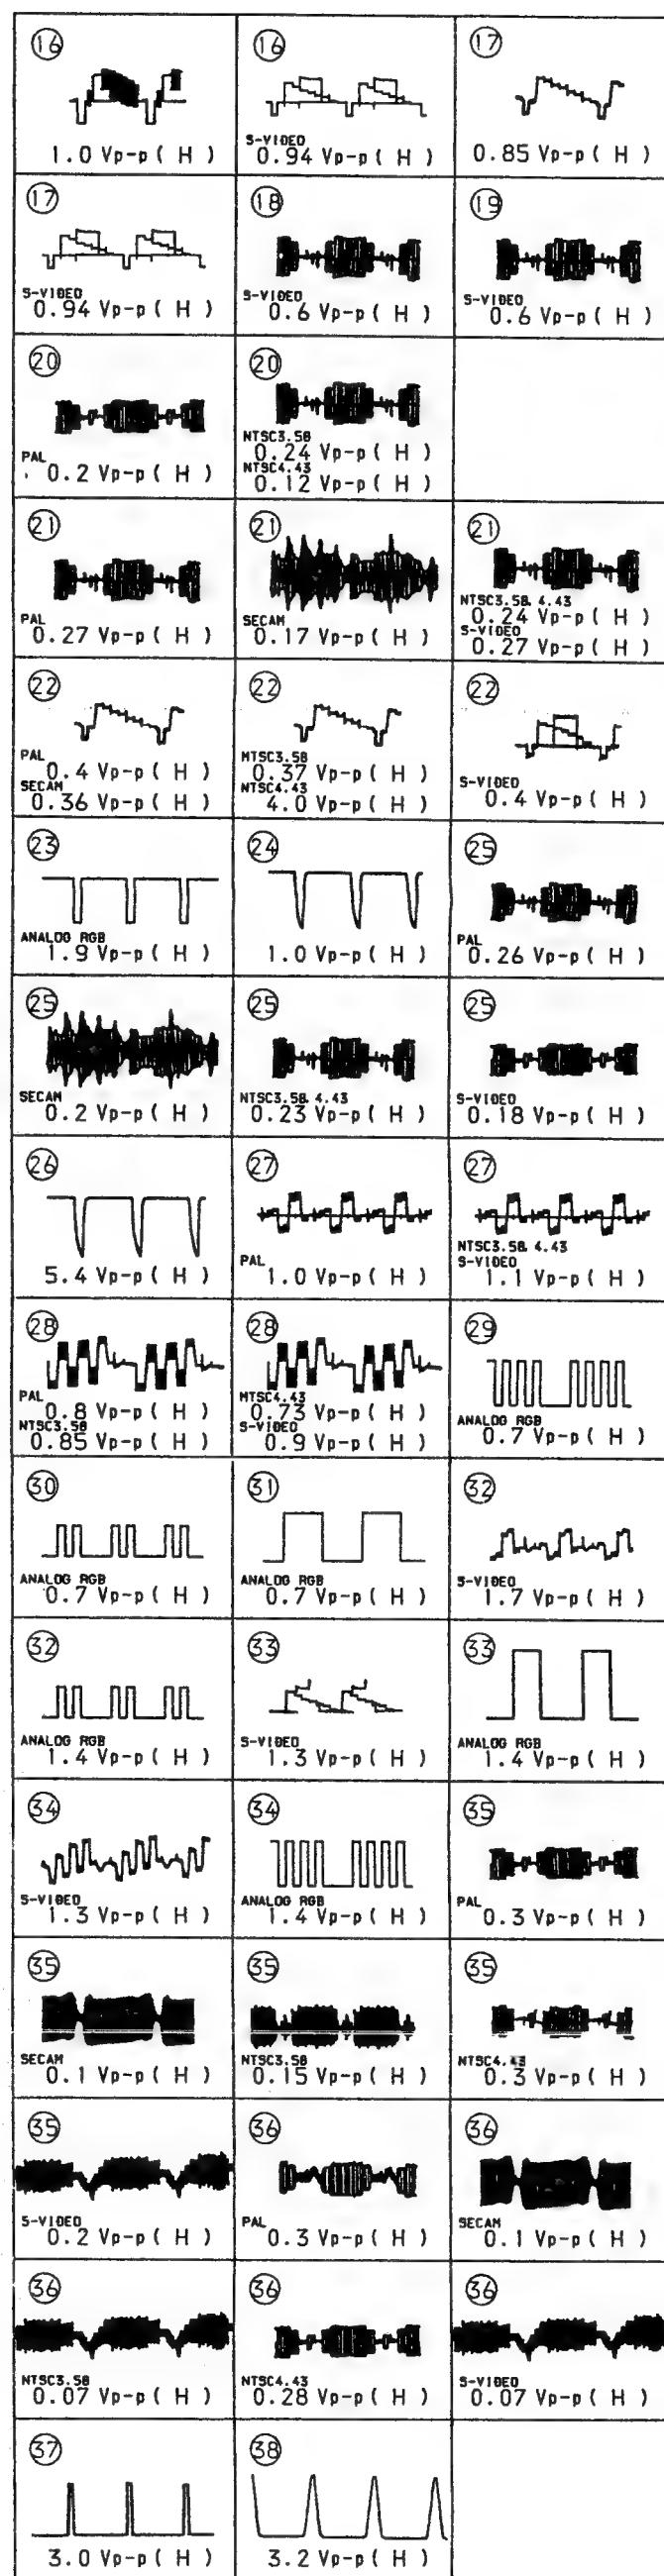 16
1.0 Vp-p ( H )
16
S-VIDEO
0.94 Vp-p ( H )
17
0.85 Vp-p ( H )
17
S-VIDEO
0.94 Vp-p ( H )
18
S-VIDEO
0.6 Vp-p ( H )
19
S-VIDEO
0.6 Vp-p ( H )
20
PAL
0.2 Vp-p ( H )
20
NTSC3.58
0.24 Vp-p ( H )
NTSC4.43
0.12 Vp-p ( H )
21
PAL
0.27 Vp-p ( H )
21
SECAM
0.17 Vp-p ( H )
21
NTSC3.58, 4.43
0.24 Vp-p ( H )
S-VIDEO
0.27 Vp-p ( H )
22
PAL
0.4 Vp-p ( H )
SECAM
0.36 Vp-p ( H )
22
MTSC3.58
0.37 Vp-p ( H )
NTSC4.43
4.0 Vp-p ( H )
22
S-VIDEO
0.4 Vp-p ( H )
23
ANALOG RGB
1.9 Vp-p ( H )
24
1.0 Vp-p ( H )
25
PAL
0.26 Vp-p ( H )
25
SECAM
0.2 Vp-p ( H )
25
NTSC3.58, 4.43
0.23 Vp-p ( H )
25
S-VIDEO
0.18 Vp-p ( H )
26
5.4 Vp-p ( H )
27
PAL
1.0 Vp-p ( H )
27
NTSC3.58, 4.43
S-VIDEO
1.1 Vp-p ( H )
28
PAL
0.8 Vp-p ( H )
NTSC3.58
0.85 Vp-p ( H )
28
MTSC4.43
0.73 Vp-p ( H )
S-VIDEO
0.9 Vp-p ( H )
29
ANALOG RGB
0.7 Vp-p ( H )
30
ANALOG RGB
0.7 Vp-p ( H )
31
ANALOG RGB
0.7 Vp-p ( H )
32
S-VIDEO
1.7 Vp-p ( H )
32
ANALOG RGB
1.4 Vp-p ( H )
33
S-VIDEO
1.3 Vp-p ( H )
33
ANALOG RGB
1.4 Vp-p ( H )
34
S-VIDEO
1.3 Vp-p ( H )
34
ANALOG RGB
1.4 Vp-p ( H )
35
PAL
0.3 Vp-p ( H )
35
SECAM
0.1 Vp-p ( H )
35
NTSC3.58
0.15 Vp-p ( H )
35
NTSC4.43
0.3 Vp-p ( H )
35
S-VIDEO
0.2 Vp-p ( H )
36
PAL
0.3 Vp-p ( H )
36
SECAM
0.1 Vp-p ( H )
36
NTSC3.58
0.07 Vp-p ( H )
36
NTSC4.43
0.28 Vp-p ( H )
36
S-VIDEO
0.07 Vp-p ( H )
37
3.0 Vp-p ( H )
38
3.2 Vp-p ( H )